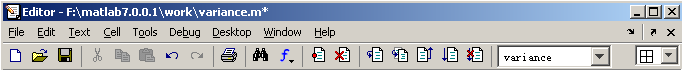 Editor - F:\matlab7.0.0.1\work\variance.m*
File Edit Text Cell Tools Debug Desktop Window Help
variance